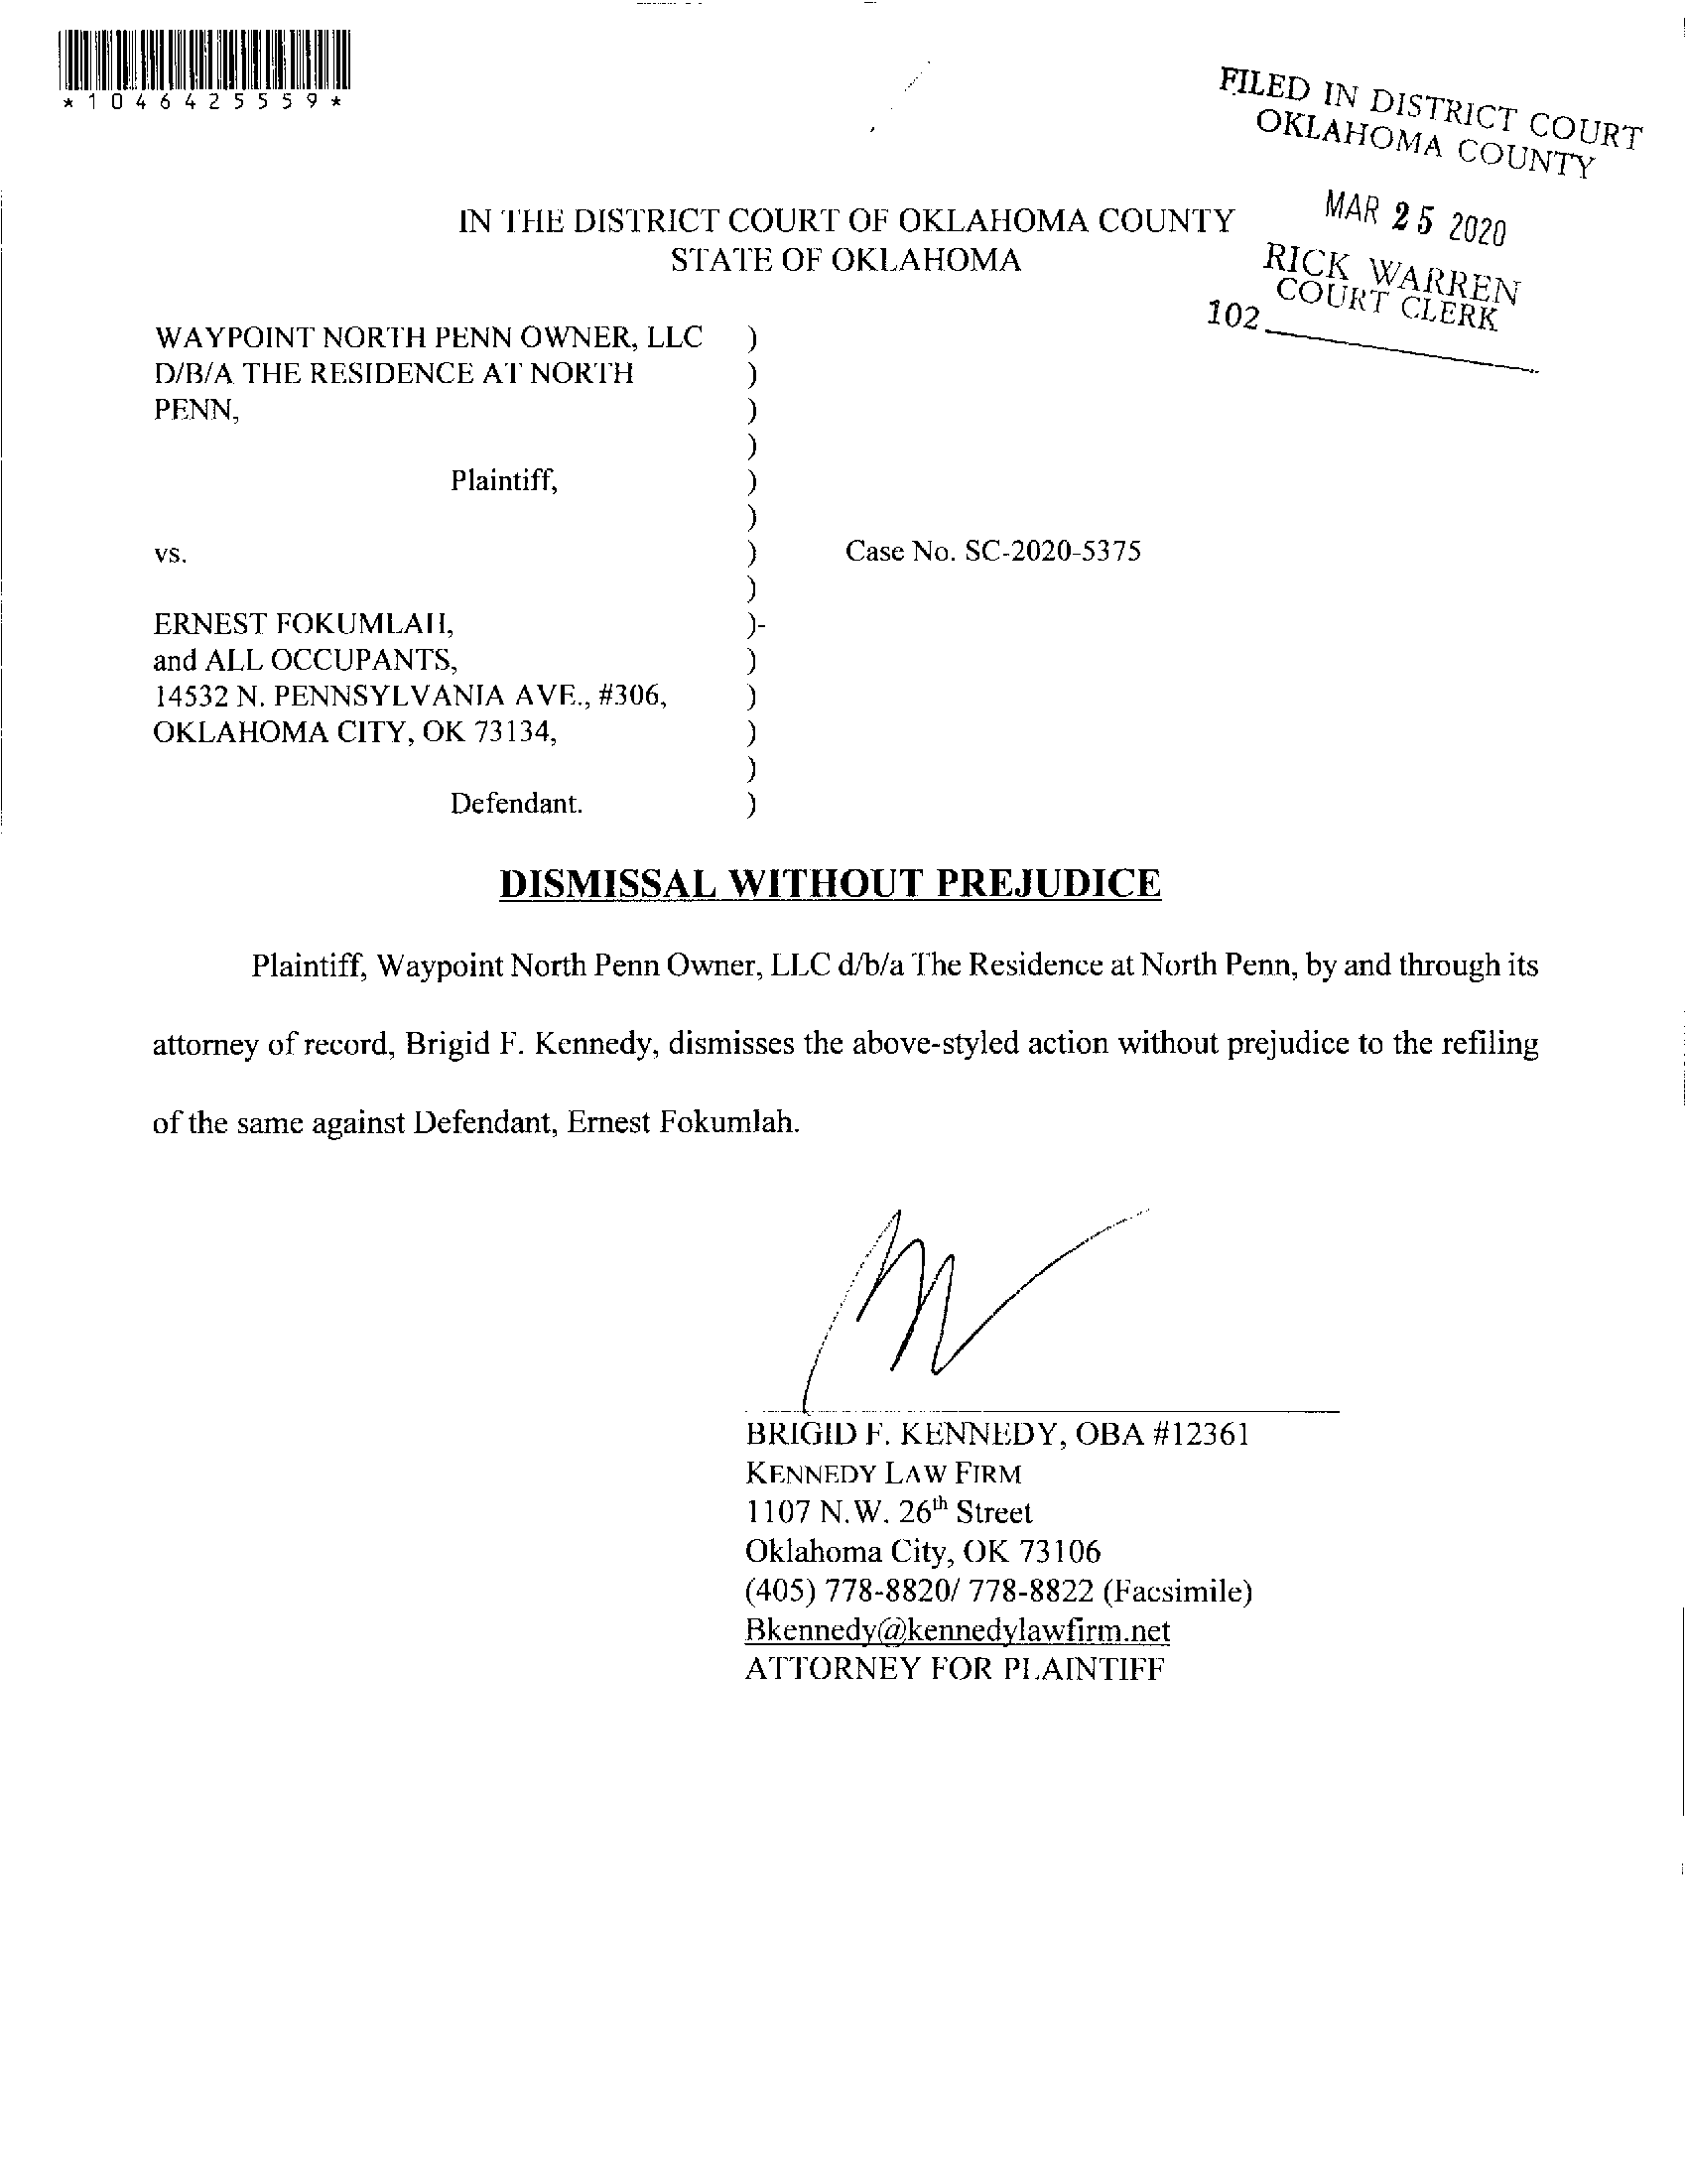 *1046425559*
FILED IN DISTRICT COURT
OKLAHOMA COUNTY
MAR 25 2020
RICK WARREN
COURT CLERK
102
IN THE DISTRICT COURT OF OKLAHOMA COUNTY
STATE OF OKLAHOMA
WAYPOINT NORTH PENN OWNER, LLC )
D/B/A THE RESIDENCE AT NORTH )
PENN, )
)
Plaintiff, )
)
vs. ) Case No. SC-2020-5375
)
ERNEST FOKUMLAH, )-
and ALL OCCUPANTS, )
14532 N. PENNSYLVANIA AVE., #306, )
OKLAHOMA CITY, OK 73134, )
)
Defendant. )
DISMISSAL WITHOUT PREJUDICE
Plaintiff, Waypoint North Penn Owner, LLC d/b/a The Residence at North Penn, by and through its
attorney of record, Brigid F. Kennedy, dismisses the above-styled action without prejudice to the refiling
of the same against Defendant, Ernest Fokumlah.
BRIGID F. KENNEDY, OBA #12361
KENNEDY LAW FIRM
1107 N.W. 26th Street
Oklahoma City, OK 73106
(405) 778-8820/ 778-8822 (Facsimile)
Bkennedy@kennedylawfirm.net
ATTORNEY FOR PLAINTIFF